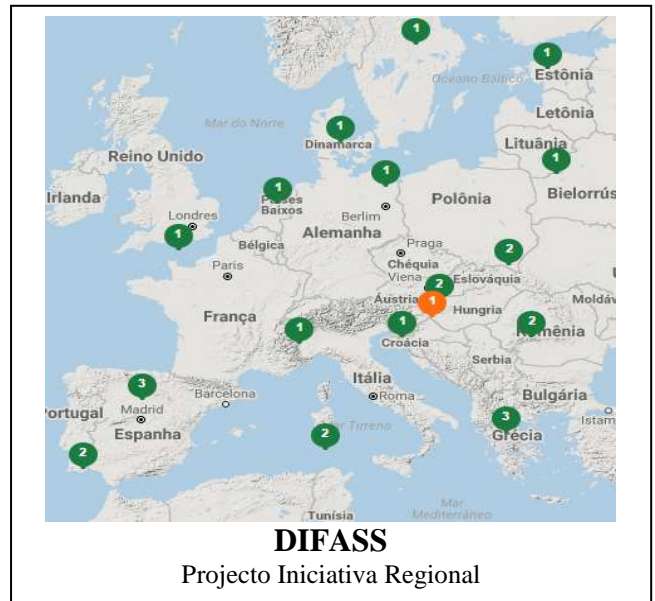 1
1
Oceano Báltico
Estônia
Letônia
Mar do Norte
1
Dinamarca
Lituânia
1
Reino Unido
1
1
Irlanda
Países
Baixos
Polônia
Bielorrús
Londres
Berlim
1
Bélgica
Alemanha
2
Praga
Paris
Chéquia
Viena
2
Eslováquia
Áustria
1
Moldáv
França
1
1
Hungria
2
Romênia
Croácia
Serbia
Itália
3
Barcelona
Roma
Bulgária
Portugal
Madrid
3
Istam
Espanha
2
Mar Tirreno
Grécia
2
Mar
Mediterrâneo
Tunísia
DIFASS
Projecto Iniciativa Regional